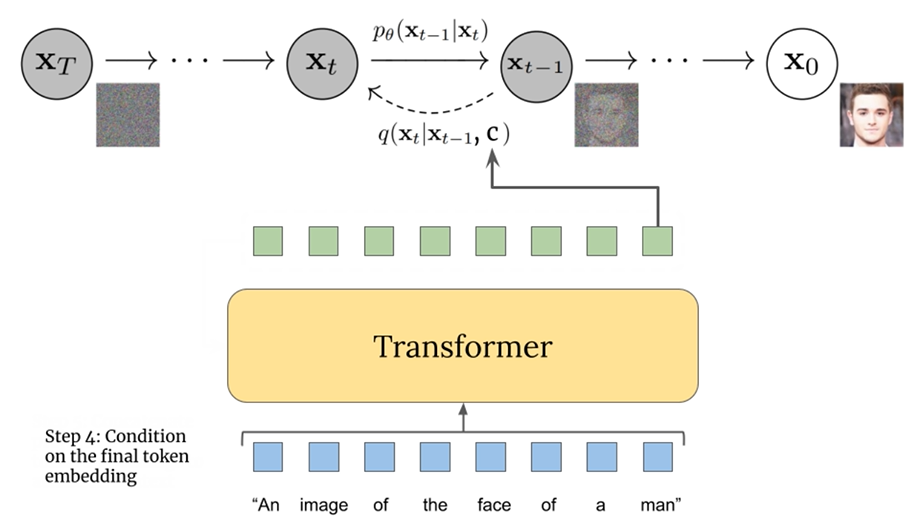 x_T → ··· → x_t → x_{t−1} → ··· → x_0
p_θ(x_{t−1}|x_t)
q(x_t|x_{t−1}, c)
Transformer
Step 4: Condition
on the final token
embedding
“An image of the face of a man”